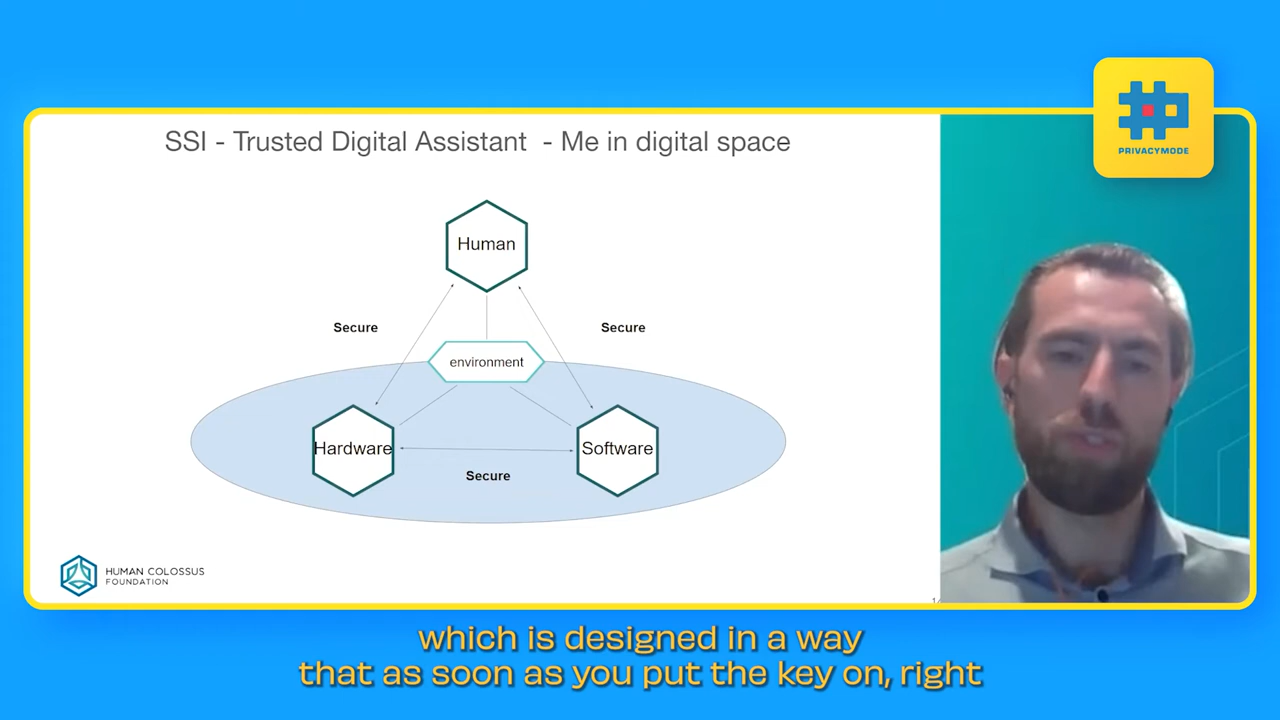 SSI - Trusted Digital Assistant - Me in digital space
PRIVACYMODE
Human
Secure
Secure
environment
Hardware
Software
Secure
HUMAN COLOSSUS
FOUNDATION
which is designed in a way
that as soon as you put the key on, right